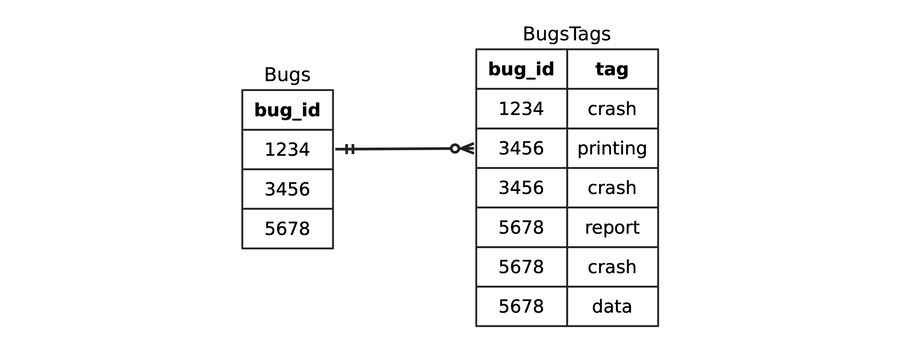 Bugs
bug_id
1234
3456
5678
BugsTags
bug_id tag
1234 crash
3456 printing
3456 crash
5678 report
5678 crash
5678 data